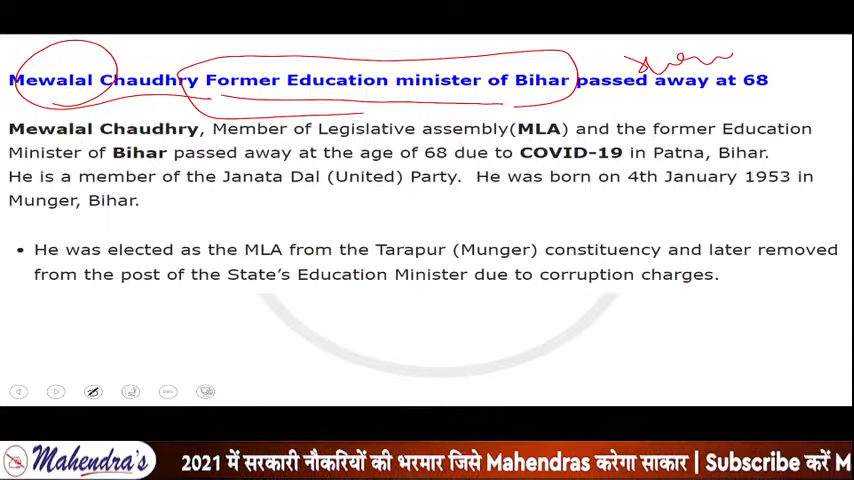 Mewalal Chaudhry Former Education minister of Bihar passed away at 68
Mewalal Chaudhry, Member of Legislative assembly(MLA) and the former Education
Minister of Bihar passed away at the age of 68 due to COVID-19 in Patna, Bihar.
He is a member of the Janata Dal (United) Party. He was born on 4th January 1953 in
Munger, Bihar.
• He was elected as the MLA from the Tarapur (Munger) constituency and later removed
from the post of the State’s Education Minister due to corruption charges.
Mahendra's 2021 में सरकारी नौकरियों की भरमार जिसे Mahendras करेगा साकार | Subscribe करें M